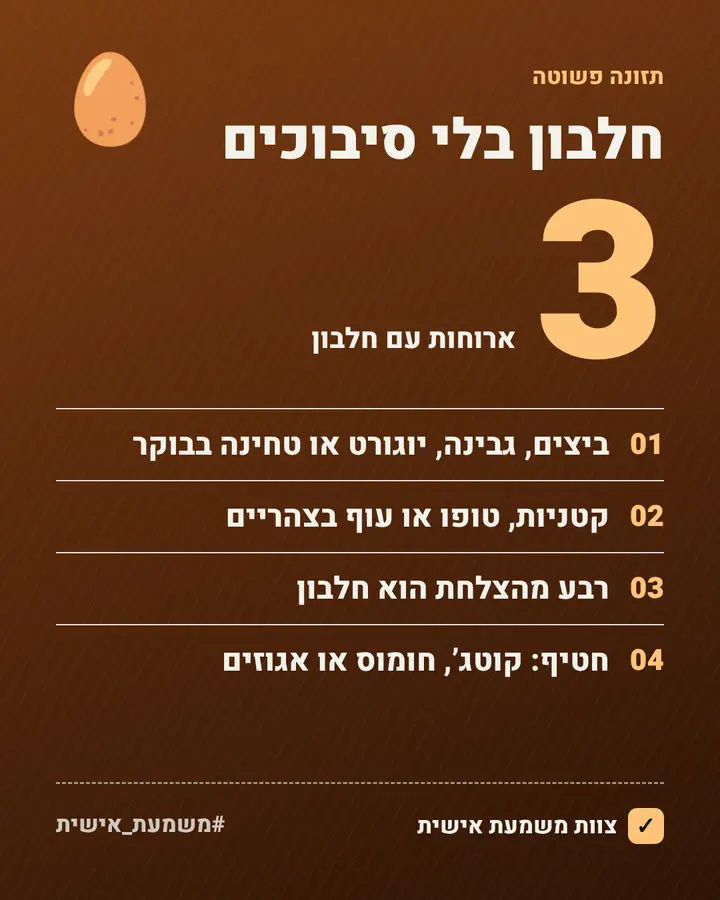 תזונה פשוטה
חלבון בלי סיבוכים
3
ארוחות עם חלבון
01 ביצים, גבינה, יוגורט או טחינה בבוקר
02 קטניות, טופו או עוף בצהריים
03 רבע מהצלחת הוא חלבון
04 חטיף: קוטג’, חומוס או אגוזים
✓ צוות משמעת אישית
#משמעת_אישית